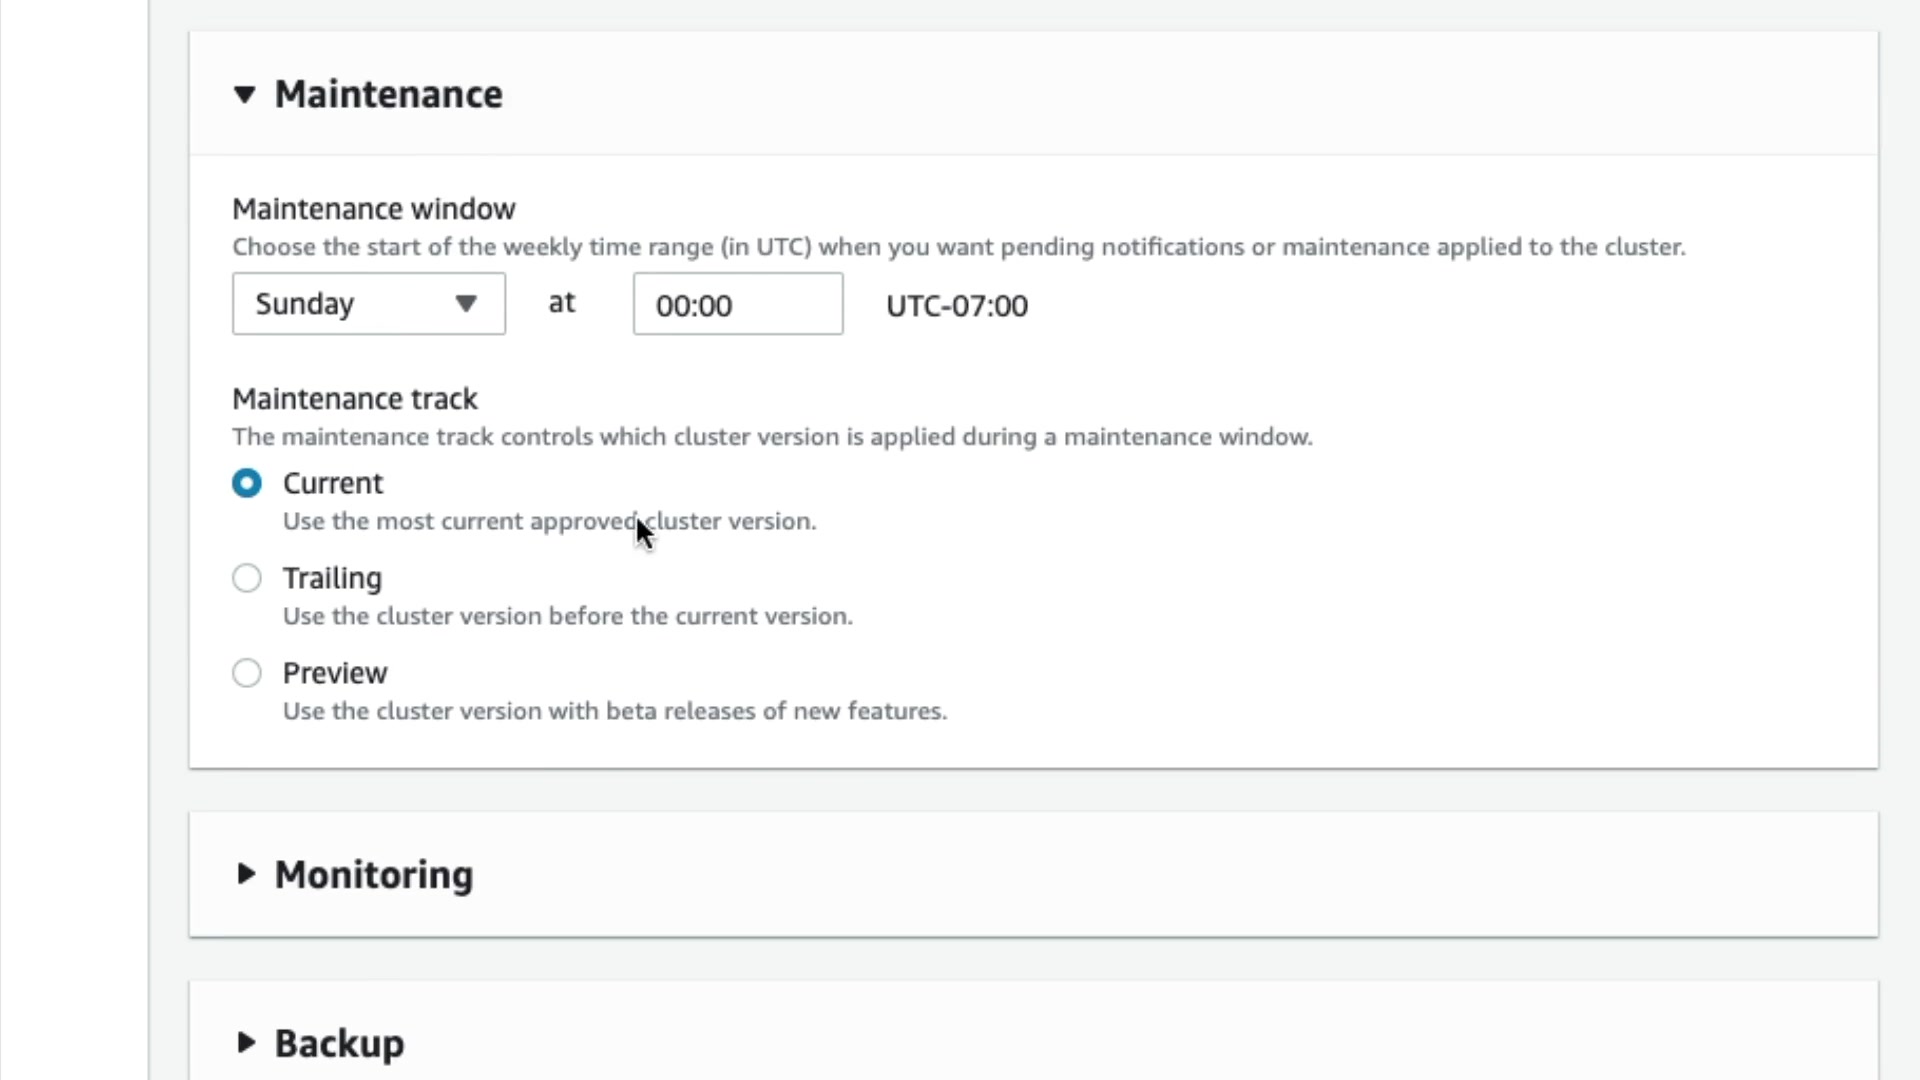 Maintenance
Maintenance window
Choose the start of the weekly time range (in UTC) when you want pending notifications or maintenance applied to the cluster.
Sunday at 00:00 UTC-07:00
Maintenance track
The maintenance track controls which cluster version is applied during a maintenance window.
Current
Use the most current approved cluster version.
Trailing
Use the cluster version before the current version.
Preview
Use the cluster version with beta releases of new features.
Monitoring
Backup